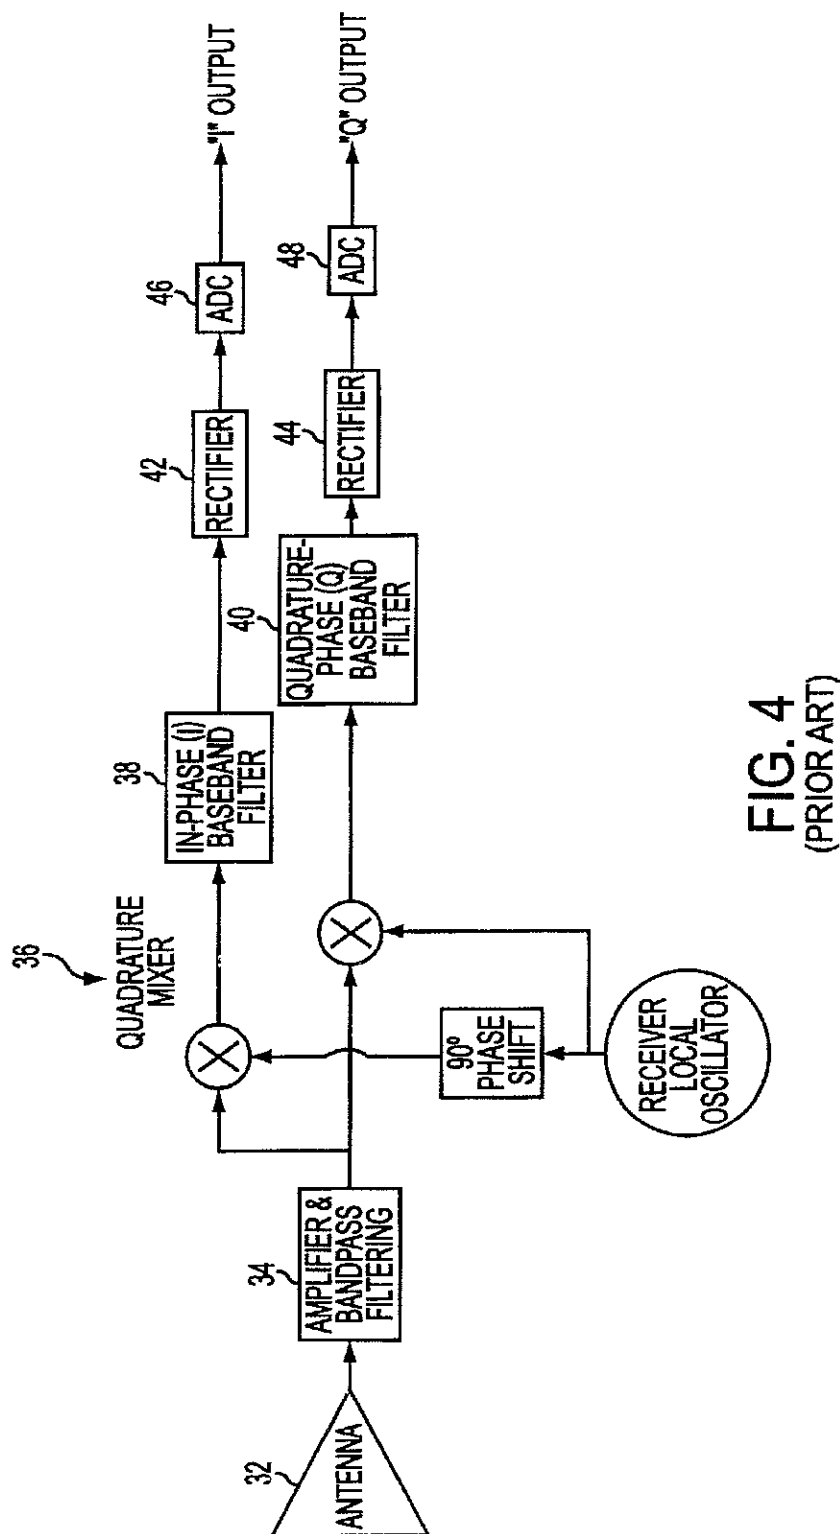 36
QUADRATURE
MIXER
38
IN-PHASE (I)
BASEBAND
FILTER
42
RECTIFIER
46
ADC
"I" OUTPUT
32
ANTENNA
34
AMPLIFIER &
BANDPASS
FILTERING
40
QUADRATURE-
PHASE (Q)
BASEBAND
FILTER
44
RECTIFIER
48
ADC
"Q" OUTPUT
90º
PHASE
SHIFT
RECEIVER
LOCAL
OSCILLATOR
FIG. 4
(PRIOR ART)